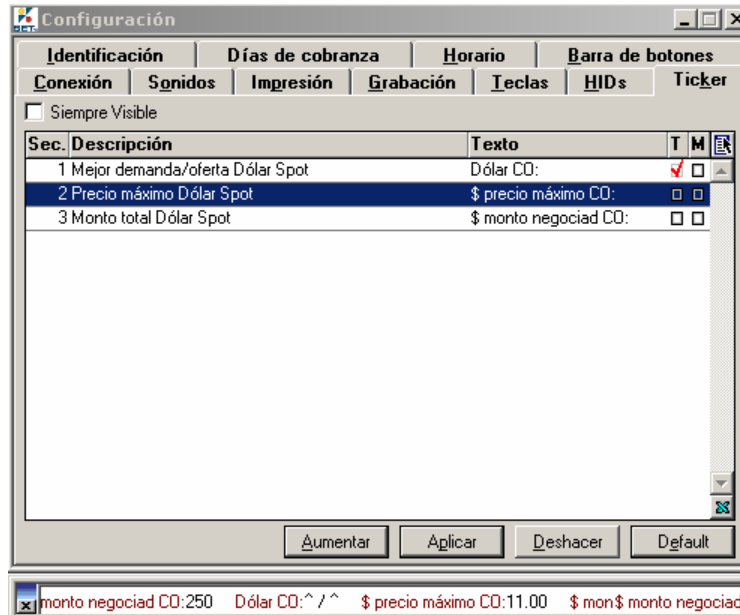 Configuración
Identificación Días de cobranza Horario Barra de botones
Conexión Sonidos Impresión Grabación Teclas HIDs Ticker
Siempre Visible
Sec. Descripción Texto T M
1 Mejor demanda/oferta Dólar Spot Dólar CO:
2 Precio máximo Dólar Spot $ precio máximo CO:
3 Monto total Dólar Spot $ monto negociad CO:
Aumentar Aplicar Deshacer Default
monto negociad CO:250 Dólar CO:^ / ^ $ precio máximo CO:11.00 $ mon$ monto negociad